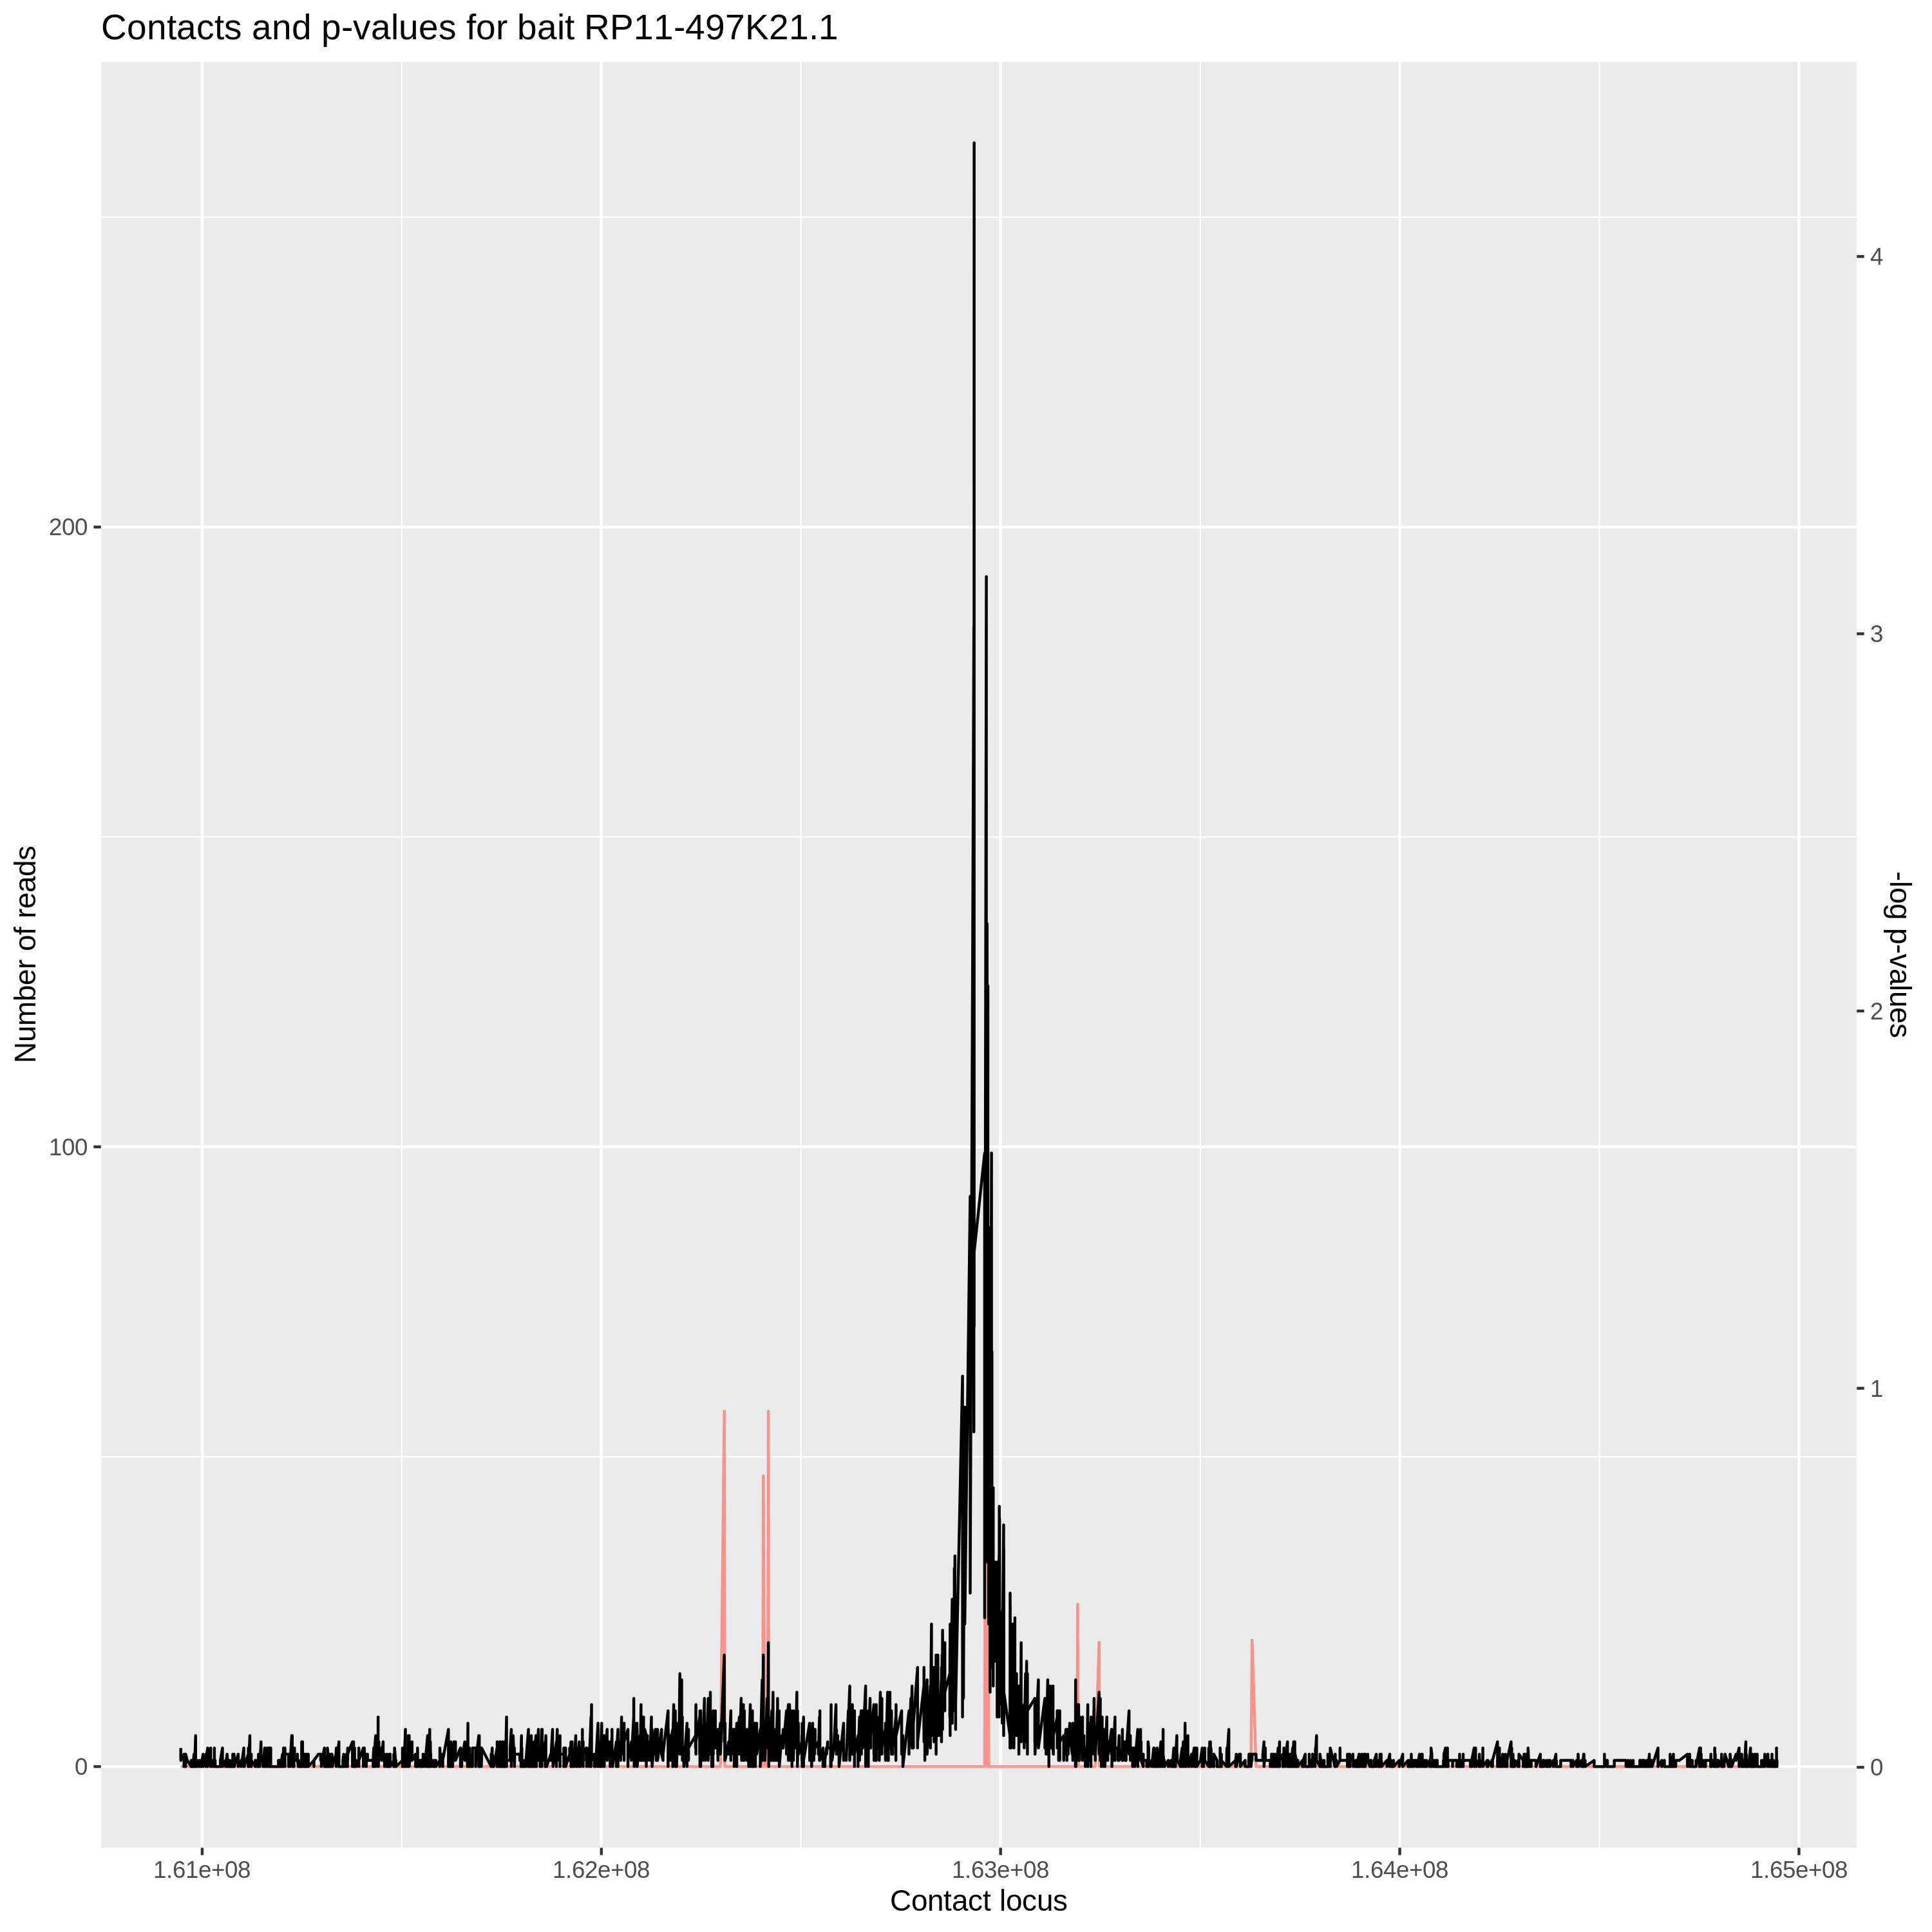 Contacts and p-values for bait RP11-497K21.1
Number of reads
200
100
0
4
3
2
1
0
-log p-values
1.61e+08
1.62e+08
1.63e+08
1.64e+08
1.65e+08
Contact locus